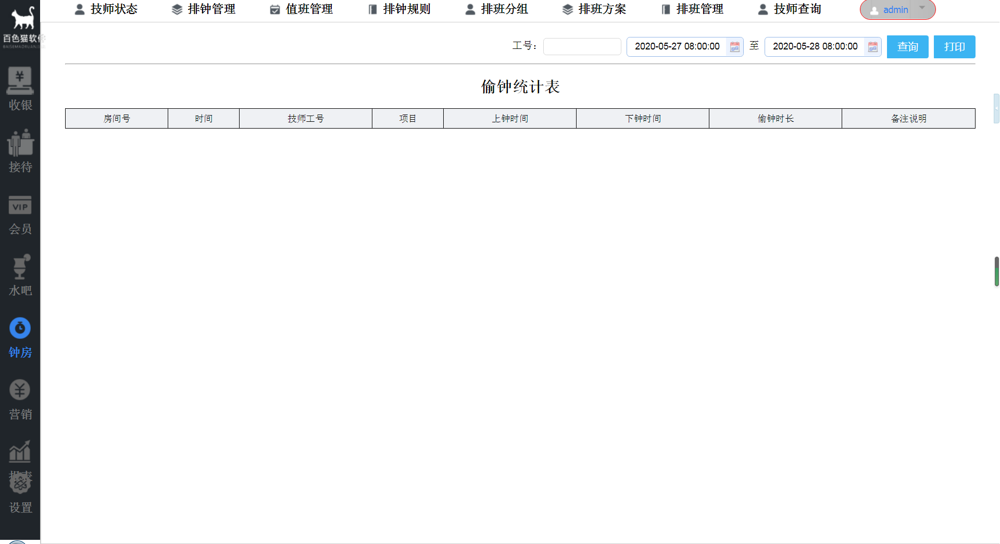 技师状态 排钟管理 值班管理 排钟规则 排班分组 排班方案 排班管理 技师查询 admin
百色猫软件
工号： 2020-05-27 08:00:00 至 2020-05-28 08:00:00 查询 打印
偷钟统计表
房间号 时间 技师工号 项目 上钟时间 下钟时间 偷钟时长 备注说明
收银
接待
VIP
会员
水吧
钟房
营销
报表
设置